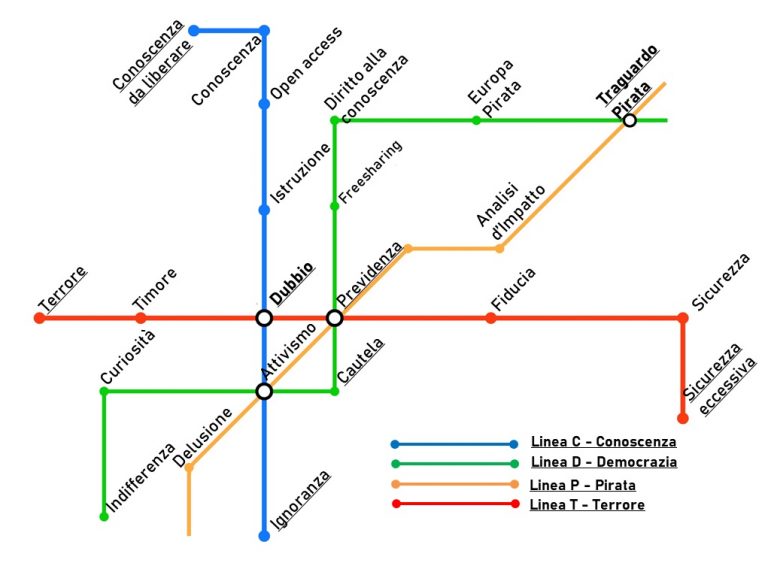 Conoscenza
da liberare
Conoscenza
Open access
Diritto alla
conoscenza
Europa
Pirata
Traguardo
Pirata
Istruzione
Freesharing
Analisi
d'Impatto
Terrore
Timore
Dubbio
Previdenza
Fiducia
Sicurezza
Curiosità
Attivismo
Cautela
Sicurezza
eccessiva
Indifferenza
Delusione
Ignoranza
Linea C - Conoscenza
Linea D - Democrazia
Linea P - Pirata
Linea T - Terrore